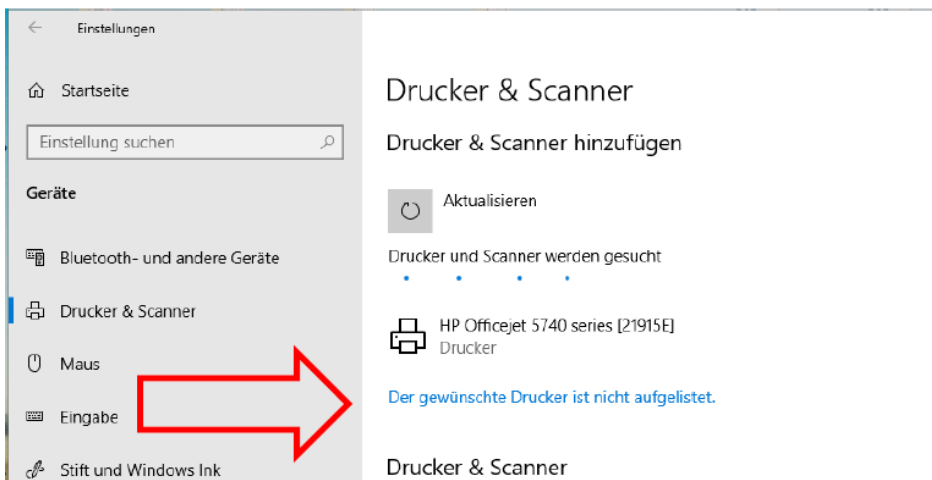 Einstellungen
Startseite
Einstellung suchen
Geräte
Bluetooth- und andere Geräte
Drucker & Scanner
Maus
Eingabe
Stift und Windows Ink
Drucker & Scanner
Drucker & Scanner hinzufügen
Aktualisieren
Drucker und Scanner werden gesucht
HP Officejet 5740 series [21915E]
Drucker
Der gewünschte Drucker ist nicht aufgelistet.
Drucker & Scanner